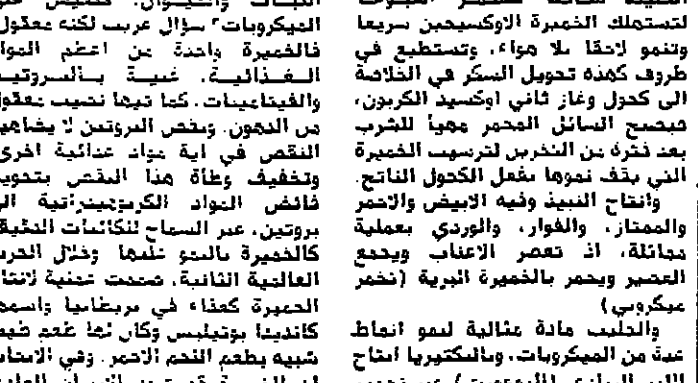 لتستهلك الخميرة الاوكسيجين سريعا
وتنمو لاحقا بلا هواء، وتستطيع في
ظروف كهذه تحويل السكر في الخلاصة
الى كحول وغاز ثاني اوكسيد الكربون،
فيصبح السائل المخمر مهيأ للشرب
بعد فترة من التخزين لترسيب الخميرة
التي يقف نموها بفعل الكحول الناتج.
وانتاج النبيذ وفيه الابيض والاحمر
والممتاز، والفوار، والوردي بعملية
مماثلة، اذ تعصر الاعناب ويجمع
العصير ويخمر بالخميرة البرية (تخمر
ميكروبي)
والحليب مادة مثالية لنمو انماط
عدة من الميكروبات، وبالبكتيريا انتاج
الميكروبات" سؤال غريب لكنه معقول
فالخميرة واحدة من اعظم المواد
الغذائية، غنية بالبروتين
والفيتامينات، كما فيها نصيب معقول
من الدهون. ونقص البروتين لا يضاهيه
النقص في اية مواد غذائية اخرى
وتخفيف وطأة هذا النقص بتحويل
فائض المواد الكربوهيدراتية الى
بروتين، عبر السماح للكائنات الدقيقة
كالخميرة بالنمو عليها وخلال الحرب
العالمية الثانية، صممت عملية لانتاج
الخميرة كغذاء في بريطانيا واسمها
كانديدا يوتيليس وكان لها طعم
شبيه بطعم اللحم الاحمر. وفي